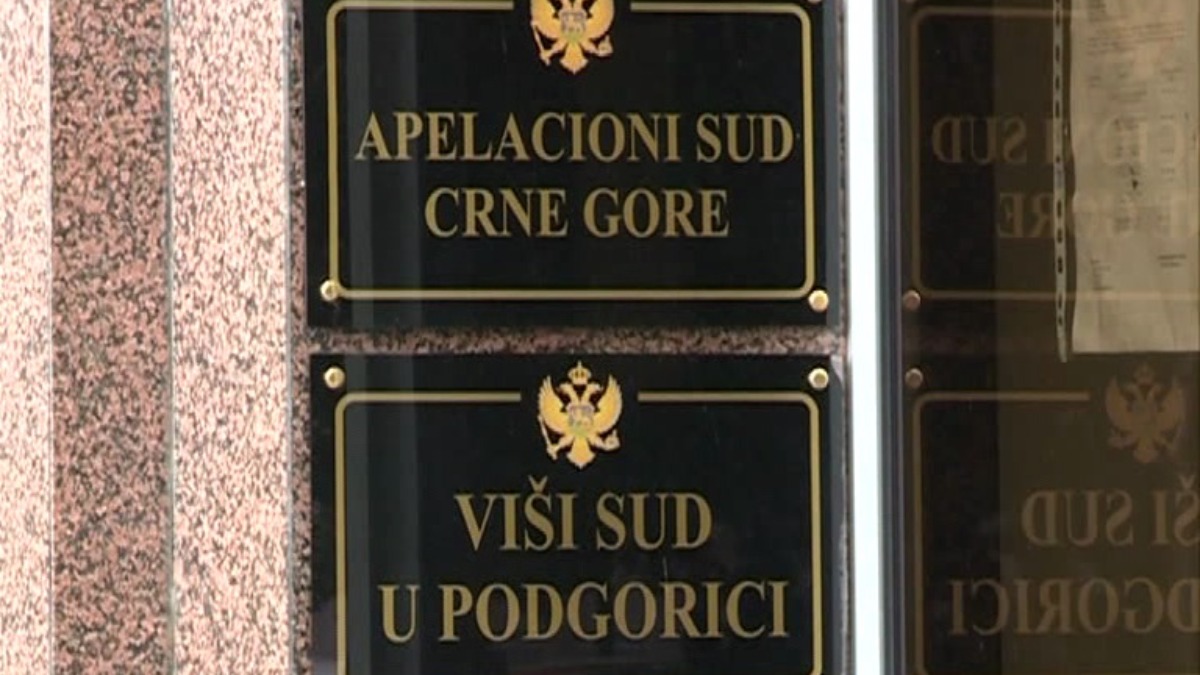 APELACIONI SUD
CRNE GORE
VIŠI SUD
U PODGORICI